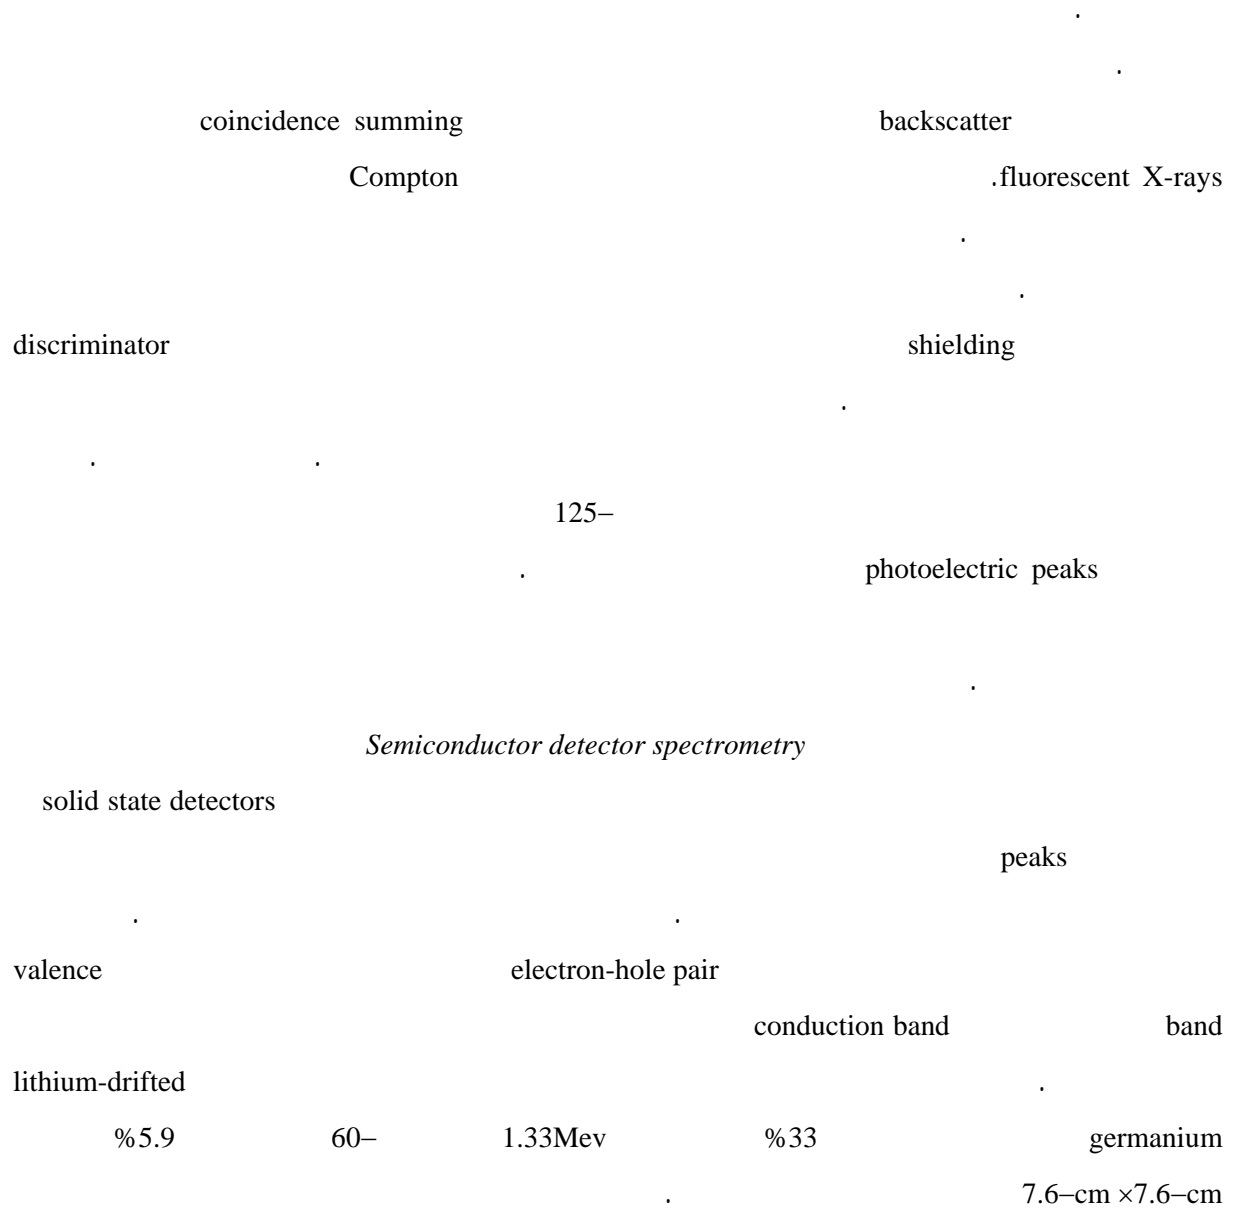 .
.
backscatter coincidence summing
fluorescent X-rays. Compton
.
.
shielding discriminator
.
. .
125–
photoelectric peaks .
.
Semiconductor detector spectrometry
solid state detectors
peaks
. .
electron-hole pair valence
band conduction band
. lithium-drifted
germanium %33 1.33Mev 60– %5.9
7.6–cm ×7.6–cm .